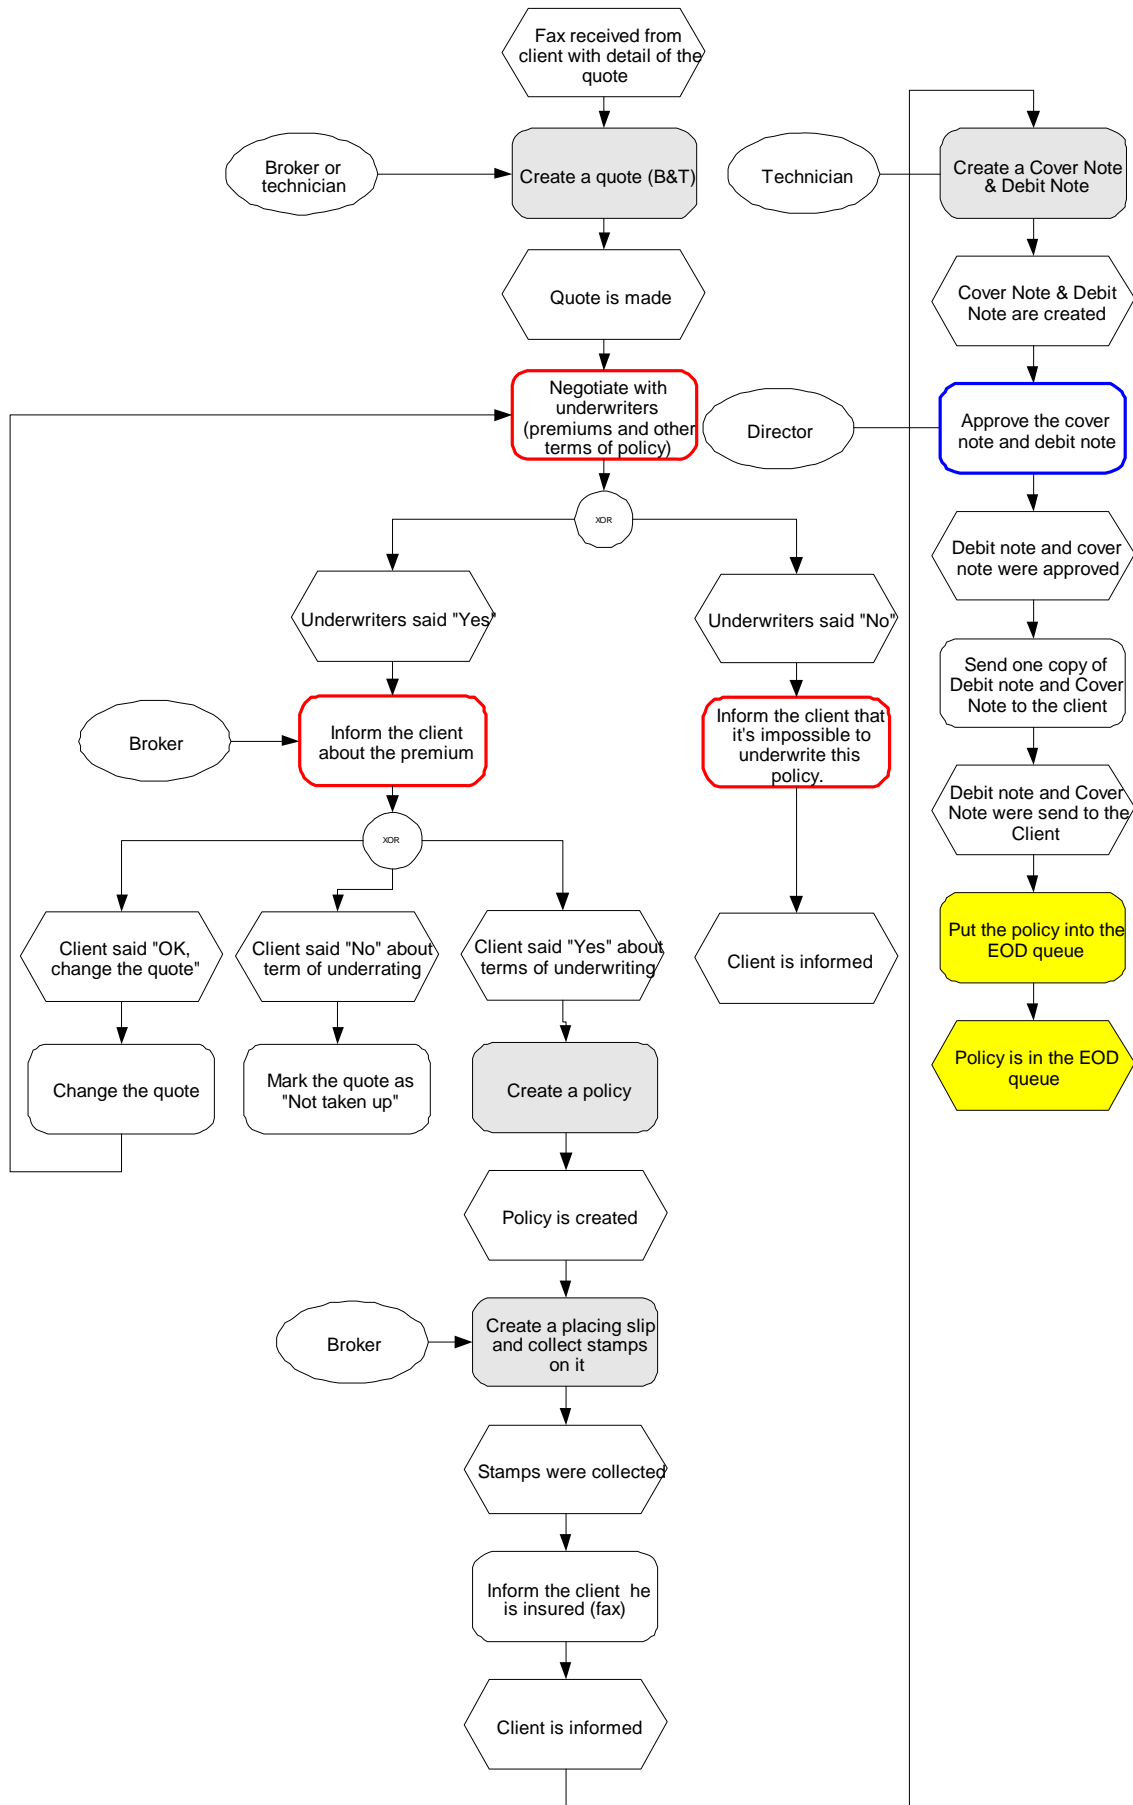 Fax received from
client with detail of the
quote
Broker or
technician
Create a quote (B&T)
Technician
Create a Cover Note
& Debit Note
Quote is made
Cover Note & Debit
Note are created
Negotiate with
underwriters
(premiums and other
terms of policy)
Director
Approve the cover
note and debit note
XOR
Debit note and cover
note were approved
Underwriters said "Yes"
Underwriters said "No"
Send one copy of
Debit note and Cover
Note to the client
Broker
Inform the client
about the premium
Inform the client that
it's impossible to
underwrite this
policy.
Debit note and Cover
Note were send to the
Client
XOR
Client said "OK,
change the quote"
Client said "No" about
term of underrating
Client said "Yes" about
terms of underwriting
Client is informed
Put the policy into the
EOD queue
Change the quote
Mark the quote as
"Not taken up"
Create a policy
Policy is in the EOD
queue
Policy is created
Broker
Create a placing slip
and collect stamps
on it
Stamps were collected
Inform the client  he
is insured (fax)
Client is informed